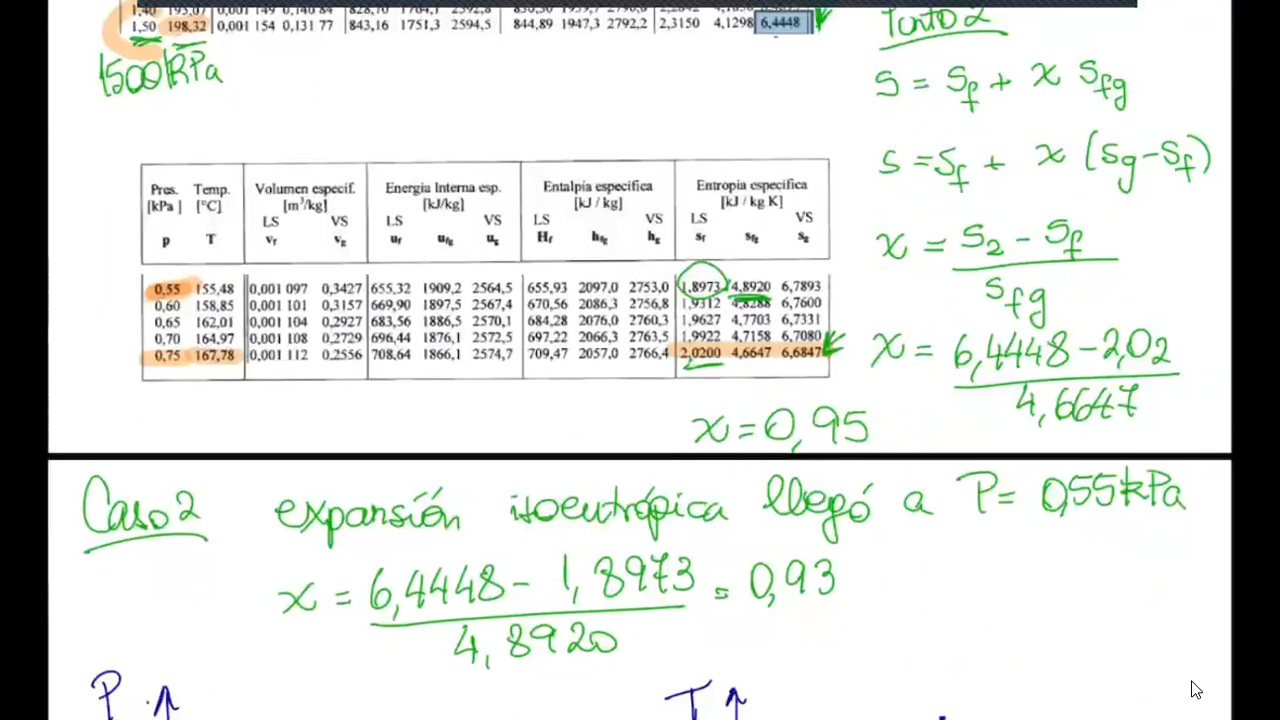 1,50 198,32 0,001 154 0,131 77 843,16 1751,3 2594,5 844,89 1947,3 2792,2 2,3150 4,1298 6,4448
1500 kPa
Punto 2
s = sf + x sfg
s = sf + x (sg - sf)
x = s2 - sf
sfg
x = 6,4448 - 2,02
4,6647
x = 0,95
Pres. Temp. Volumen específ. Energia Interna esp. Entalpía específica Entropia específica
[kPa ] [°C] [m³/kg] [kJ/kg] [kJ / kg] [kJ / kg K]
LS VS LS VS LS VS LS VS
p T vf vg uf ufg ug Hf hfg hg sf sfg sg
0,55 155,48 0,001 097 0,3427 655,32 1909,2 2564,5 655,93 2097,0 2753,0 1,8973 4,8920 6,7893
0,60 158,85 0,001 101 0,3157 669,90 1897,5 2567,4 670,56 2086,3 2756,8 1,9312 4,8288 6,7600
0,65 162,01 0,001 104 0,2927 683,56 1886,5 2570,1 684,28 2076,0 2760,3 1,9627 4,7703 6,7331
0,70 164,97 0,001 108 0,2729 696,44 1876,1 2572,5 697,22 2066,3 2763,5 1,9922 4,7158 6,7080
0,75 167,78 0,001 112 0,2556 708,64 1866,1 2574,7 709,47 2057,0 2766,4 2,0200 4,6647 6,6847
Caso 2 expansión isoentrópica llegó a P = 0,55 kPa
x = 6,4448 - 1,8973 = 0,93
4,8920
P ↑ T ↑